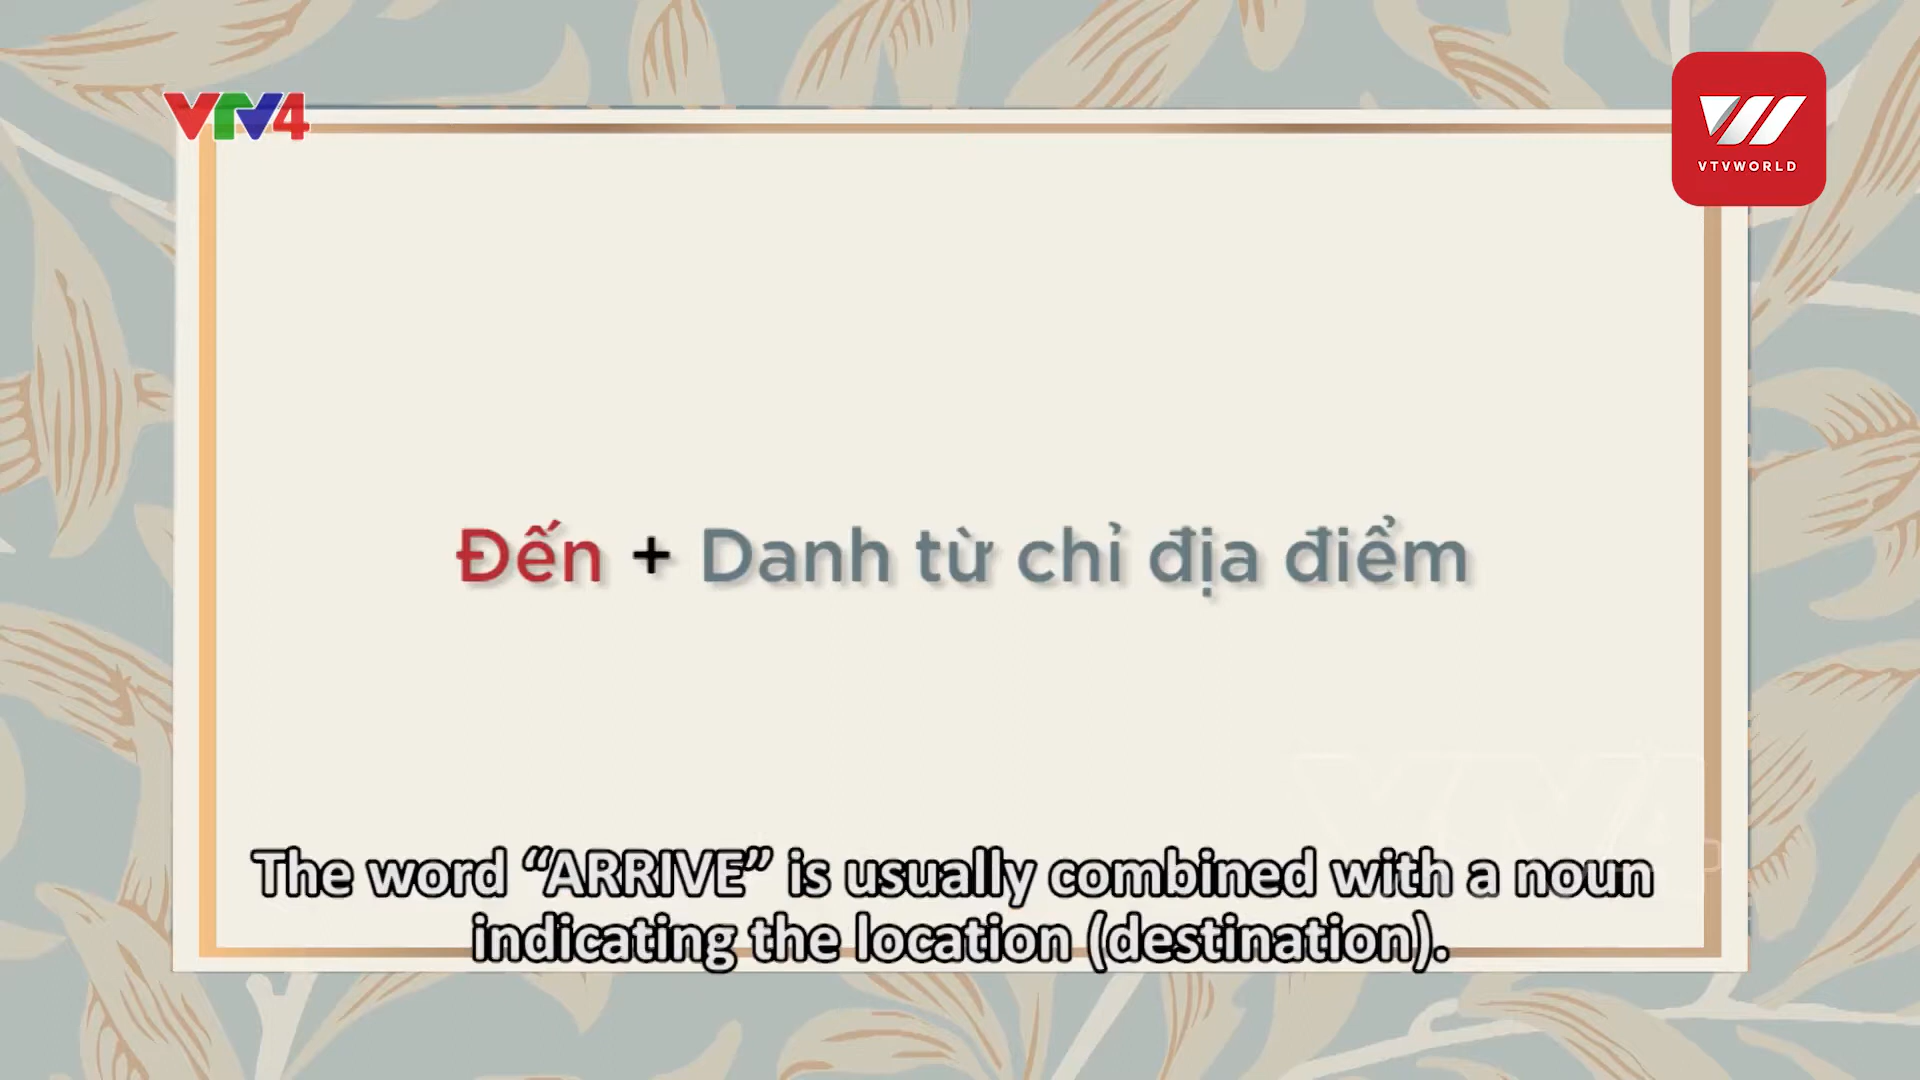 VTV4
VTVWORLD
Đến + Danh từ chỉ địa điểm
The word “ARRIVE” is usually combined with a noun
indicating the location (destination).